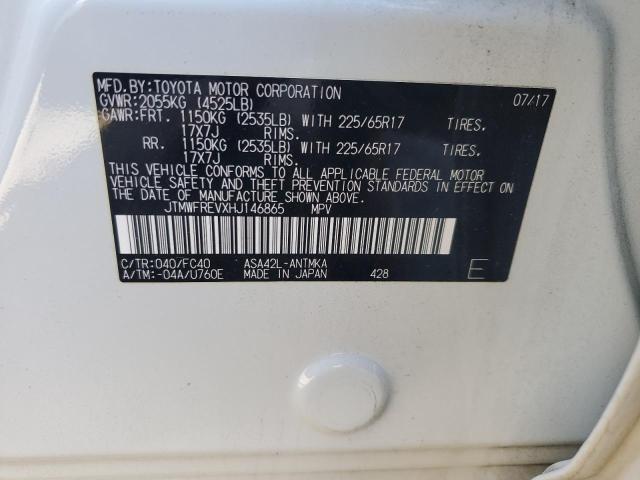 MFD.BY:TOYOTA MOTOR CORPORATION 07/17
GVWR:2055KG (4525LB)
GAWR:FRT. 1150KG (2535LB) WITH 225/65R17 TIRES.
17X7J RIMS.
RR. 1150KG (2535LB) WITH 225/65R17 TIRES.
17X7J RIMS.
THIS VEHICLE CONFORMS TO ALL APPLICABLE FEDERAL MOTOR
VEHICLE SAFETY AND THEFT PREVENTION STANDARDS IN EFFECT ON
THE DATE OF MANUFACTURE SHOWN ABOVE.
JTMWFREVXHJ146865 MPV
C/TR:040/FC40 ASA42L-ANTMKA
A/TM:-04A/U760E MADE IN JAPAN 428 E